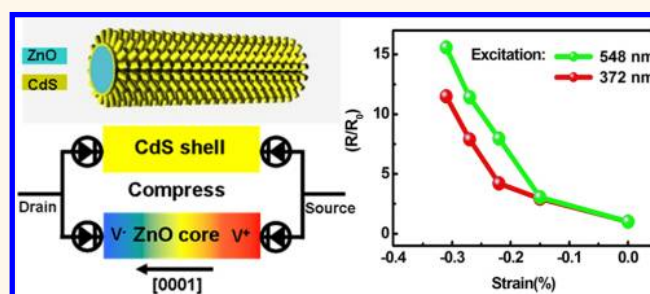 ZnO
CdS
CdS shell
Compress
Drain
Source
V⁻ ZnO core V⁺
[0001]
Excitation:
548 nm
372 nm
(R/R₀)
15
10
5
0
-0.4 -0.3 -0.2 -0.1 0.0
Strain(%)